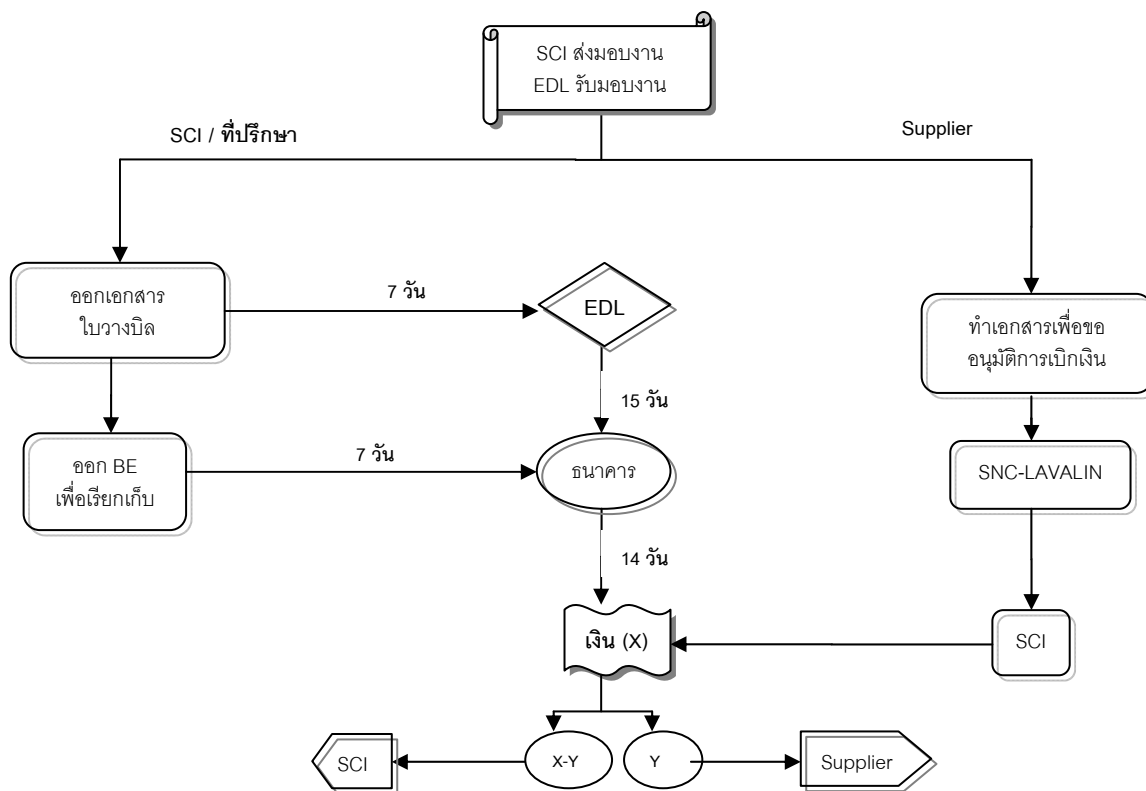 SCI ส่งมอบงาน
EDL รับมอบงาน
SCI / ที่ปรึกษา
Supplier
ออกเอกสาร
ใบวางบิล
7 วัน
EDL
ทำเอกสารเพื่อขอ
อนุมัติการเบิกเงิน
15 วัน
ออก BE
เพื่อเรียกเก็บ
7 วัน
ธนาคาร
SNC-LAVALIN
14 วัน
เงิน (X)
SCI
SCI
X-Y
Y
Supplier